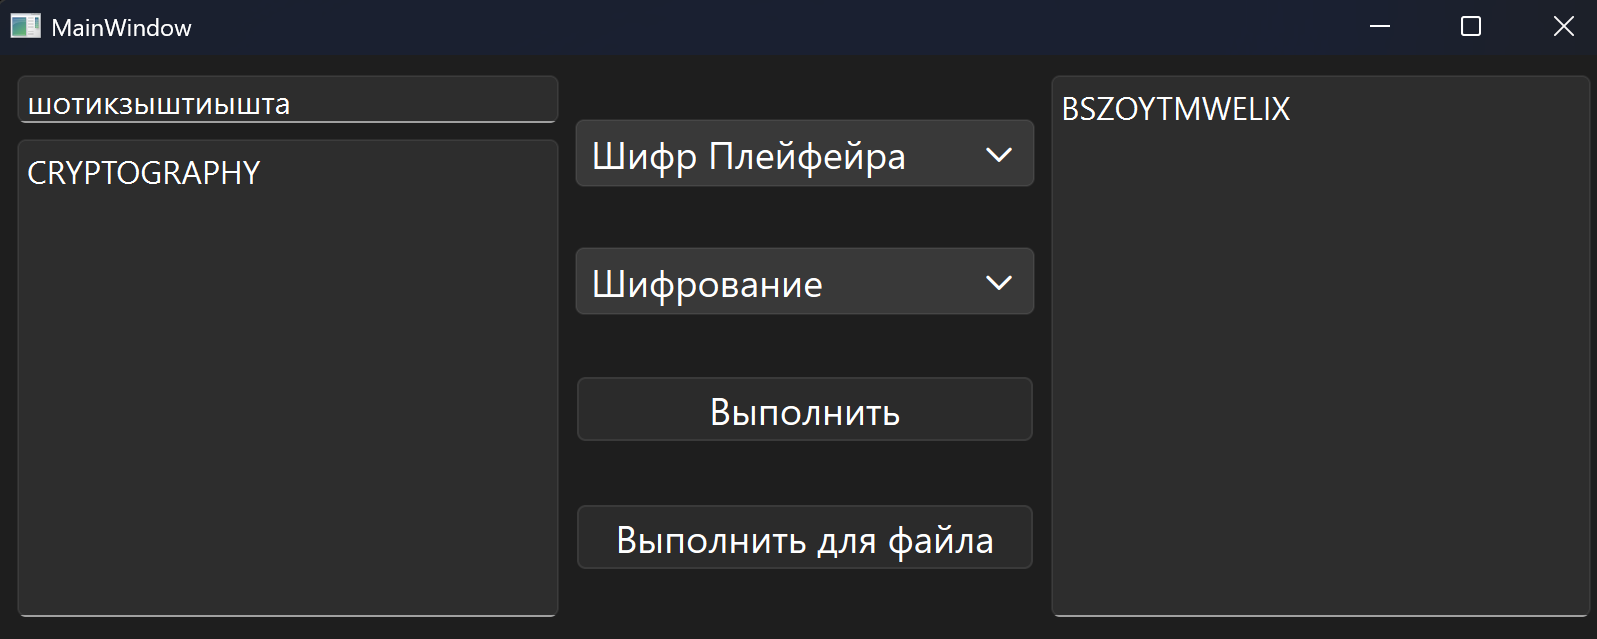 MainWindow
шотикзыштиышта
CRYPTOGRAPHY
Шифр Плейфейра
Шифрование
Выполнить
Выполнить для файла
BSZOYTMWELIX